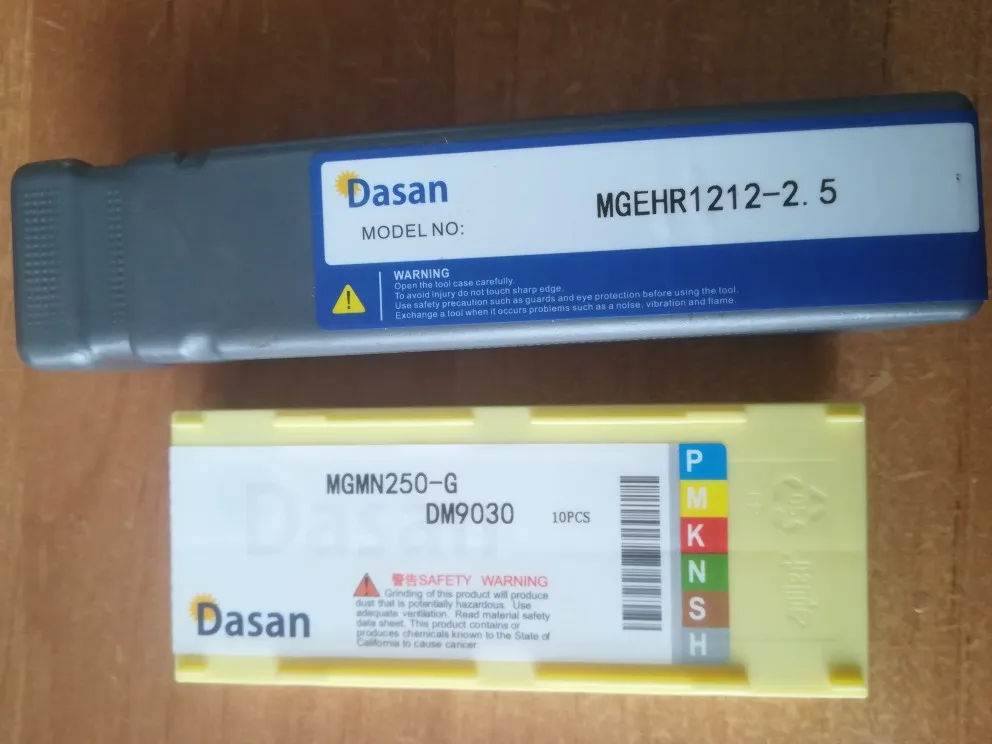 Dasan
MODEL NO:
MGEHR1212-2.5
WARNING
Open the tool case carefully.
To avoid injury do not touch sharp edge.
Use safety precaution such as guards and eye protection before using the tool.
Exchange a tool when it occurs problems such as a noise, vibration and flame.
MGMN250-G
DM9030
10PCS
P
M
K
N
S
H
Dasan
警告SAFETY WARNING
Grinding of this product will produce
dust that is potentially hazardous. Use
adequate ventilation. Read material safety
data sheet. This product contains or
produces chemicals known to the State of
California to cause cancer
Dasan